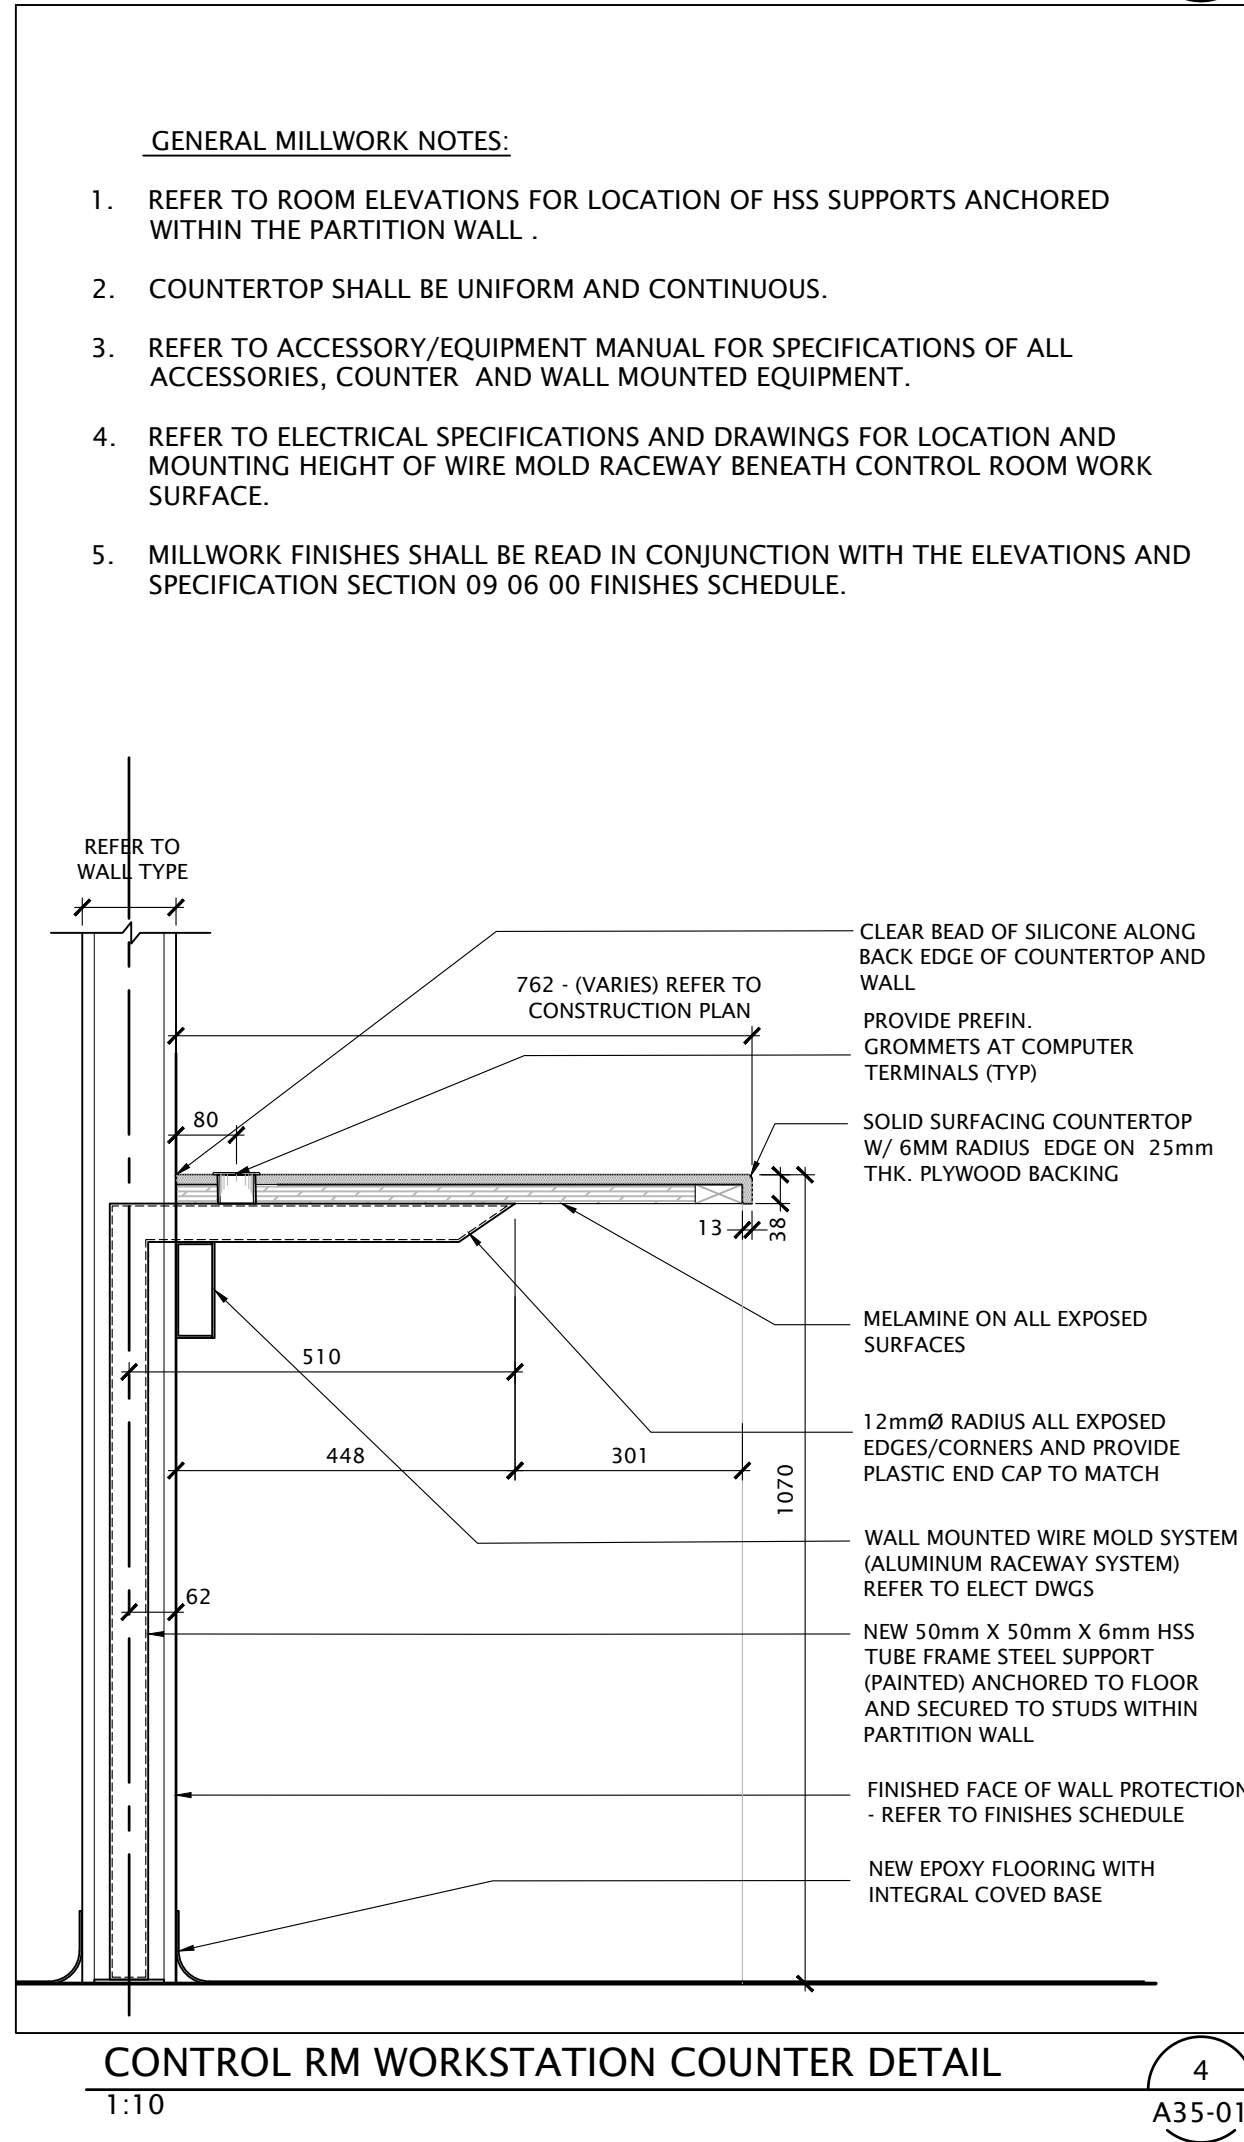 GENERAL MILLWORK NOTES:
1. REFER TO ROOM ELEVATIONS FOR LOCATION OF HSS SUPPORTS ANCHORED
WITHIN THE PARTITION WALL .
2. COUNTERTOP SHALL BE UNIFORM AND CONTINUOUS.
3. REFER TO ACCESSORY/EQUIPMENT MANUAL FOR SPECIFICATIONS OF ALL
ACCESSORIES, COUNTER AND WALL MOUNTED EQUIPMENT.
4. REFER TO ELECTRICAL SPECIFICATIONS AND DRAWINGS FOR LOCATION AND
MOUNTING HEIGHT OF WIRE MOLD RACEWAY BENEATH CONTROL ROOM WORK
SURFACE.
5. MILLWORK FINISHES SHALL BE READ IN CONJUNCTION WITH THE ELEVATIONS AND
SPECIFICATION SECTION 09 06 00 FINISHES SCHEDULE.
REFER TO
WALL TYPE
762 - (VARIES) REFER TO
CONSTRUCTION PLAN
80
13
38
510
448
301
1070
62
CLEAR BEAD OF SILICONE ALONG
BACK EDGE OF COUNTERTOP AND
WALL
PROVIDE PREFIN.
GROMMETS AT COMPUTER
TERMINALS (TYP)
SOLID SURFACING COUNTERTOP
W/ 6MM RADIUS EDGE ON 25mm
THK. PLYWOOD BACKING
MELAMINE ON ALL EXPOSED
SURFACES
12mmØ RADIUS ALL EXPOSED
EDGES/CORNERS AND PROVIDE
PLASTIC END CAP TO MATCH
WALL MOUNTED WIRE MOLD SYSTEM
(ALUMINUM RACEWAY SYSTEM)
REFER TO ELECT DWGS
NEW 50mm X 50mm X 6mm HSS
TUBE FRAME STEEL SUPPORT
(PAINTED) ANCHORED TO FLOOR
AND SECURED TO STUDS WITHIN
PARTITION WALL
FINISHED FACE OF WALL PROTECTION
- REFER TO FINISHES SCHEDULE
NEW EPOXY FLOORING WITH
INTEGRAL COVED BASE
CONTROL RM WORKSTATION COUNTER DETAIL
1:10
4
A35-01